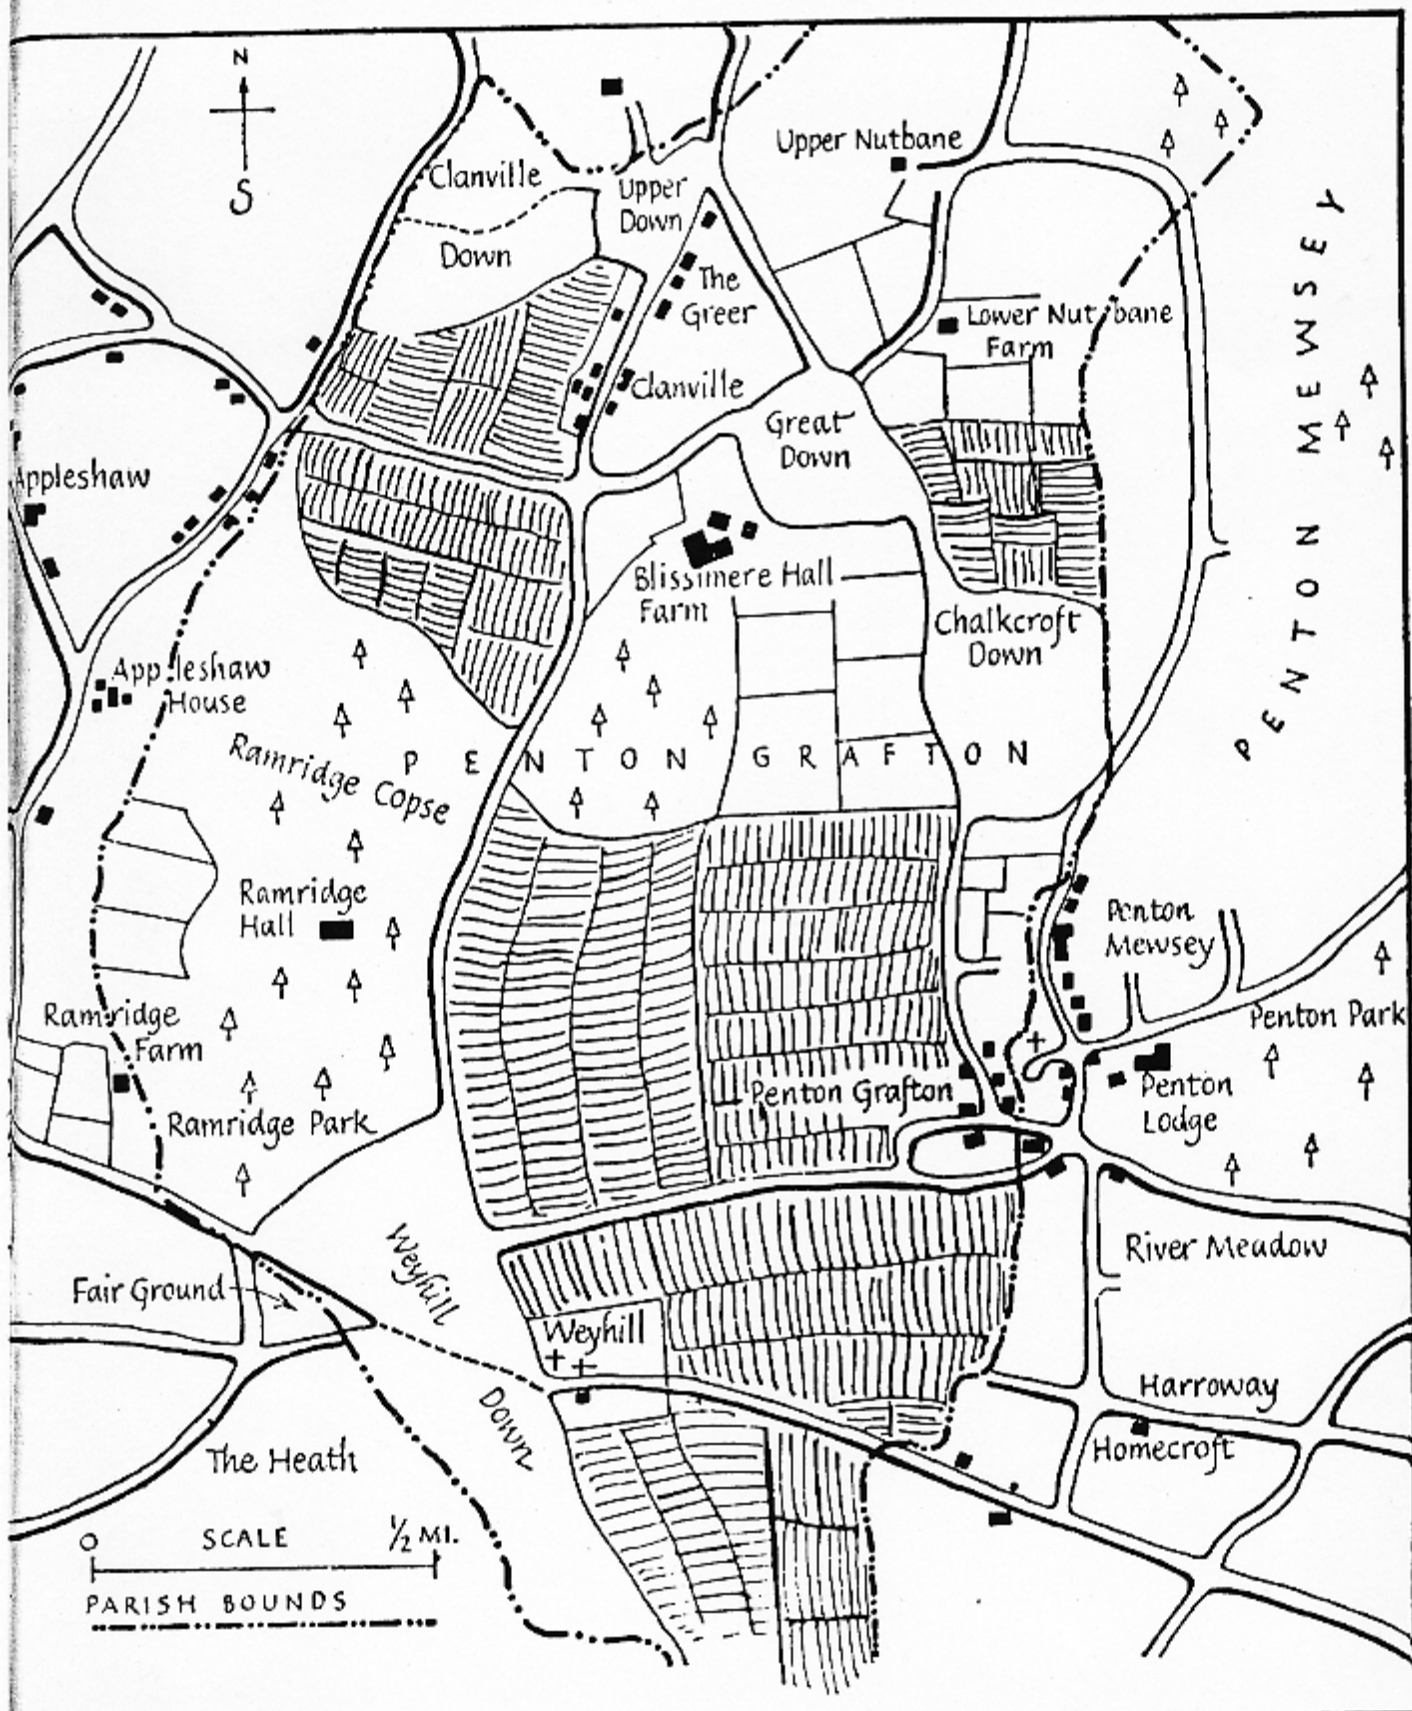 N
S
Clanville
Down
Upper
Down
Upper Nutbane
The
Greer
Lower Nutbane
Farm
Clanville
Great
Down
PENTON MEWSEY
Appleshaw
Blissimere Hall
Farm
Chalkcroft
Down
Appleshaw
House
Ramridge Copse
PENTON GRAFTON
Ramridge
Hall
Penton
Mewsey
Ramridge
Farm
Penton Park
Penton Grafton
Penton
Lodge
Ramridge Park
Weyhill
Down
River Meadow
Fair Ground
Weyhill
Harroway
The Heath
Homecroft
O SCALE ½ MI.
PARISH BOUNDS